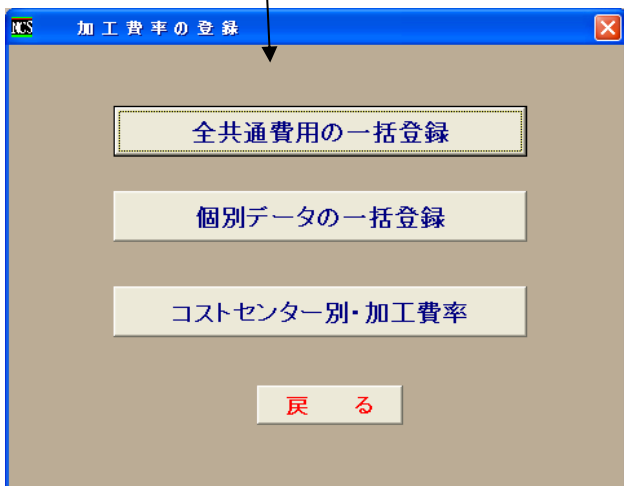 NCS 加工費率の登録
全共通費用の一括登録
個別データの一括登録
コストセンター別・加工費率
戻 る